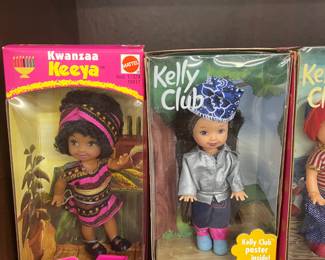 Kwanzaa
Keeya
MATTEL
Kelly
Club
Kelly Club
poster
inside!